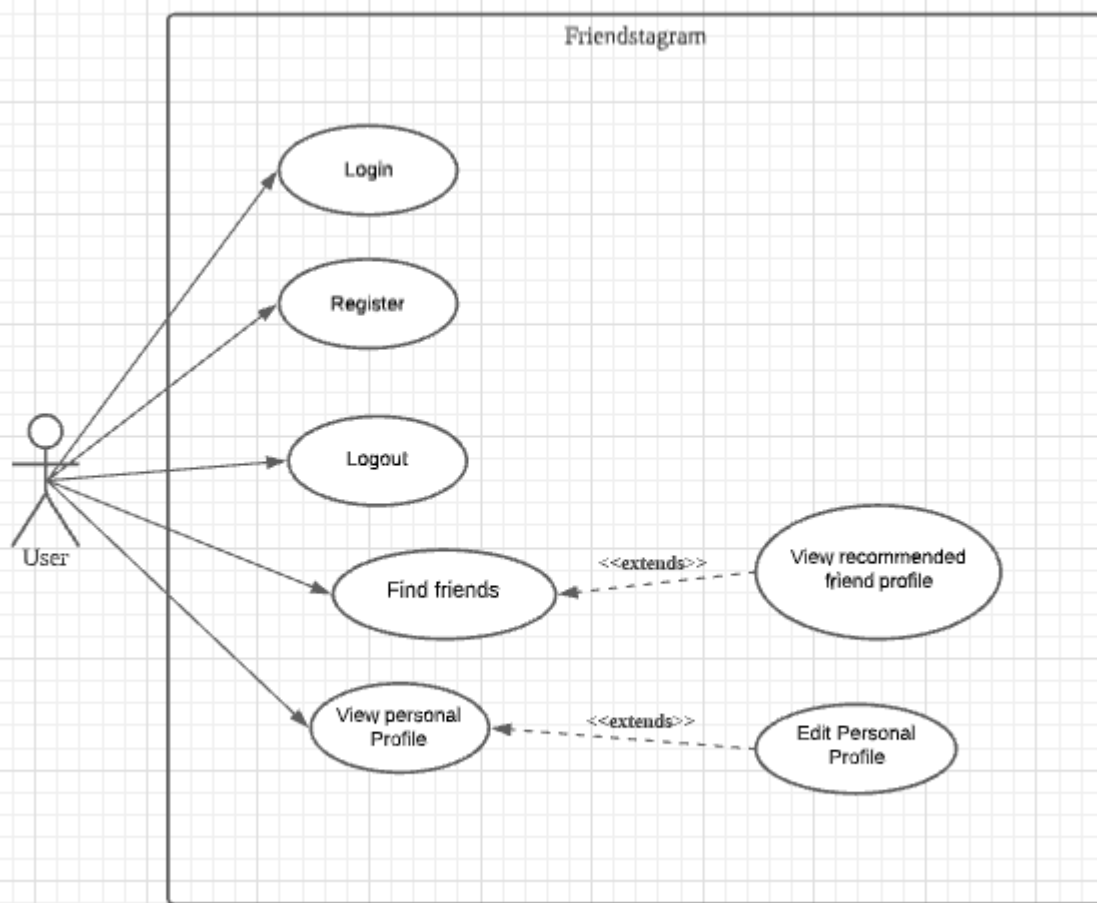 Friendstagram
Login
Register
Logout
User
Find friends
<<extends>>
View recommended
friend profile
View personal
Profile
<<extends>>
Edit Personal
Profile